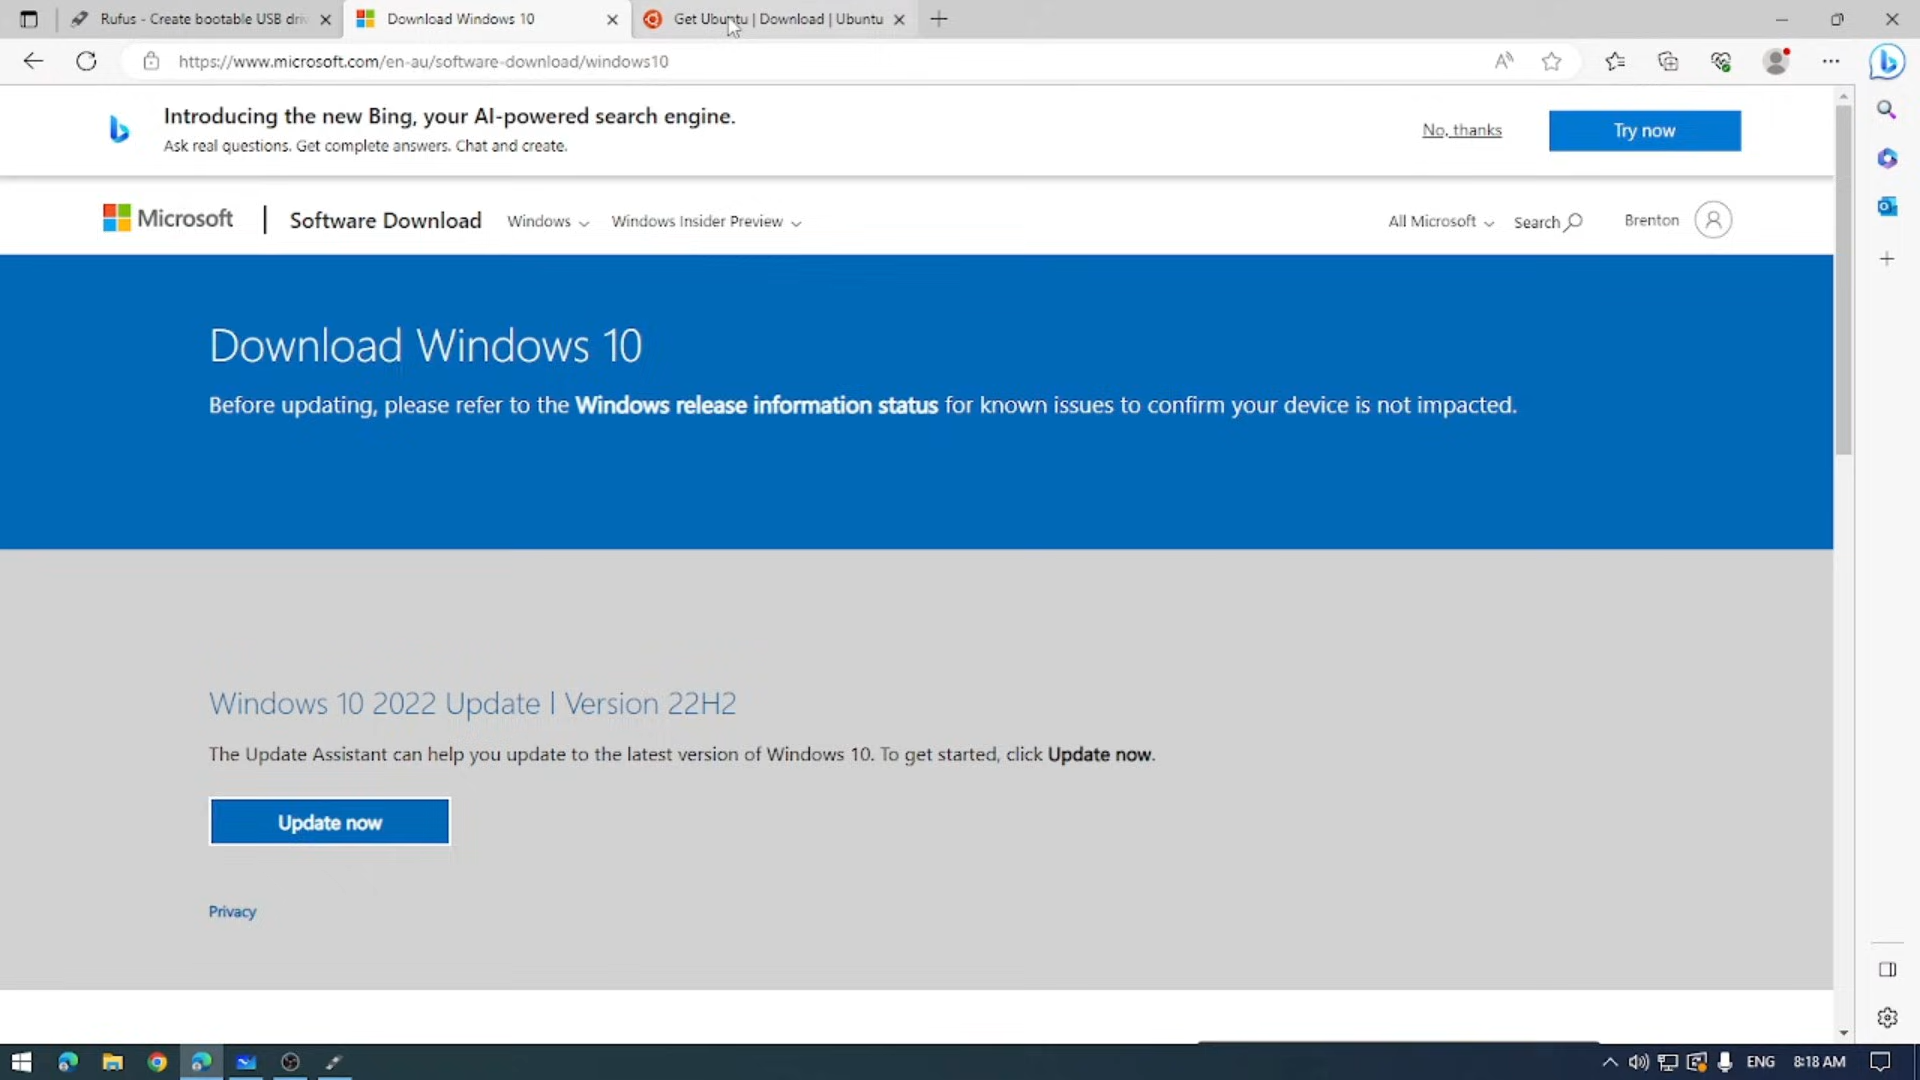 Rufus - Create bootable USB driv
Download Windows 10
Get Ubuntu | Download | Ubuntu
https://www.microsoft.com/en-au/software-download/windows10
Introducing the new Bing, your AI-powered search engine.
Ask real questions. Get complete answers. Chat and create.
No, thanks
Try now
Microsoft
Software Download
Windows
Windows Insider Preview
All Microsoft
Search
Brenton
Download Windows 10
Before updating, please refer to the Windows release information status for known issues to confirm your device is not impacted.
Windows 10 2022 Update | Version 22H2
The Update Assistant can help you update to the latest version of Windows 10. To get started, click Update now.
Update now
Privacy
ENG
8:18 AM